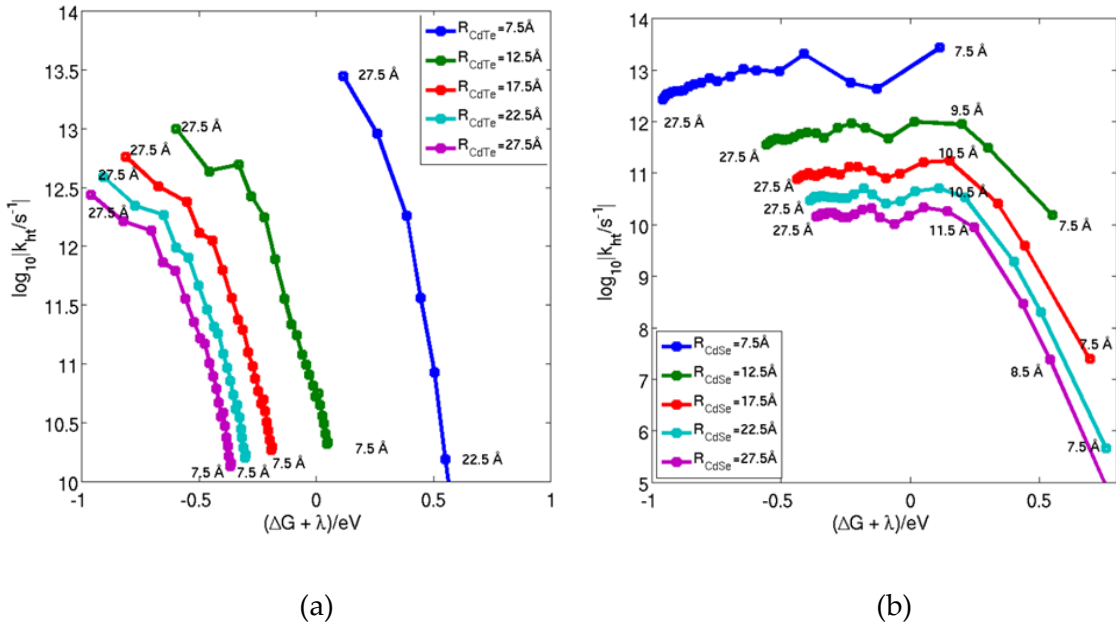 14
13.5
13
12.5
12
11.5
11
10.5
10
log10|kht/s-1|
-1
-0.5
0
0.5
1
(ΔG + λ)/eV
RCdTe=7.5Å
RCdTe=12.5Å
RCdTe=17.5Å
RCdTe=22.5Å
RCdTe=27.5Å
27.5 Å
27.5 Å
27.5 Å
27.5 Å
27.5 Å
7.5 Å
7.5 Å
7.5 Å
7.5 Å
22.5 Å
(a)
14
13
12
11
10
9
8
7
6
5
log10|kht/s-1|
-1
-0.5
0
0.5
(ΔG + λ)/eV
7.5 Å
27.5 Å
9.5 Å
27.5 Å
10.5 Å
27.5 Å
10.5 Å
27.5 Å
7.5 Å
27.5 Å
11.5 Å
7.5 Å
8.5 Å
7.5 Å
RCdSe=7.5Å
RCdSe=12.5Å
RCdSe=17.5Å
RCdSe=22.5Å
RCdSe=27.5Å
(b)